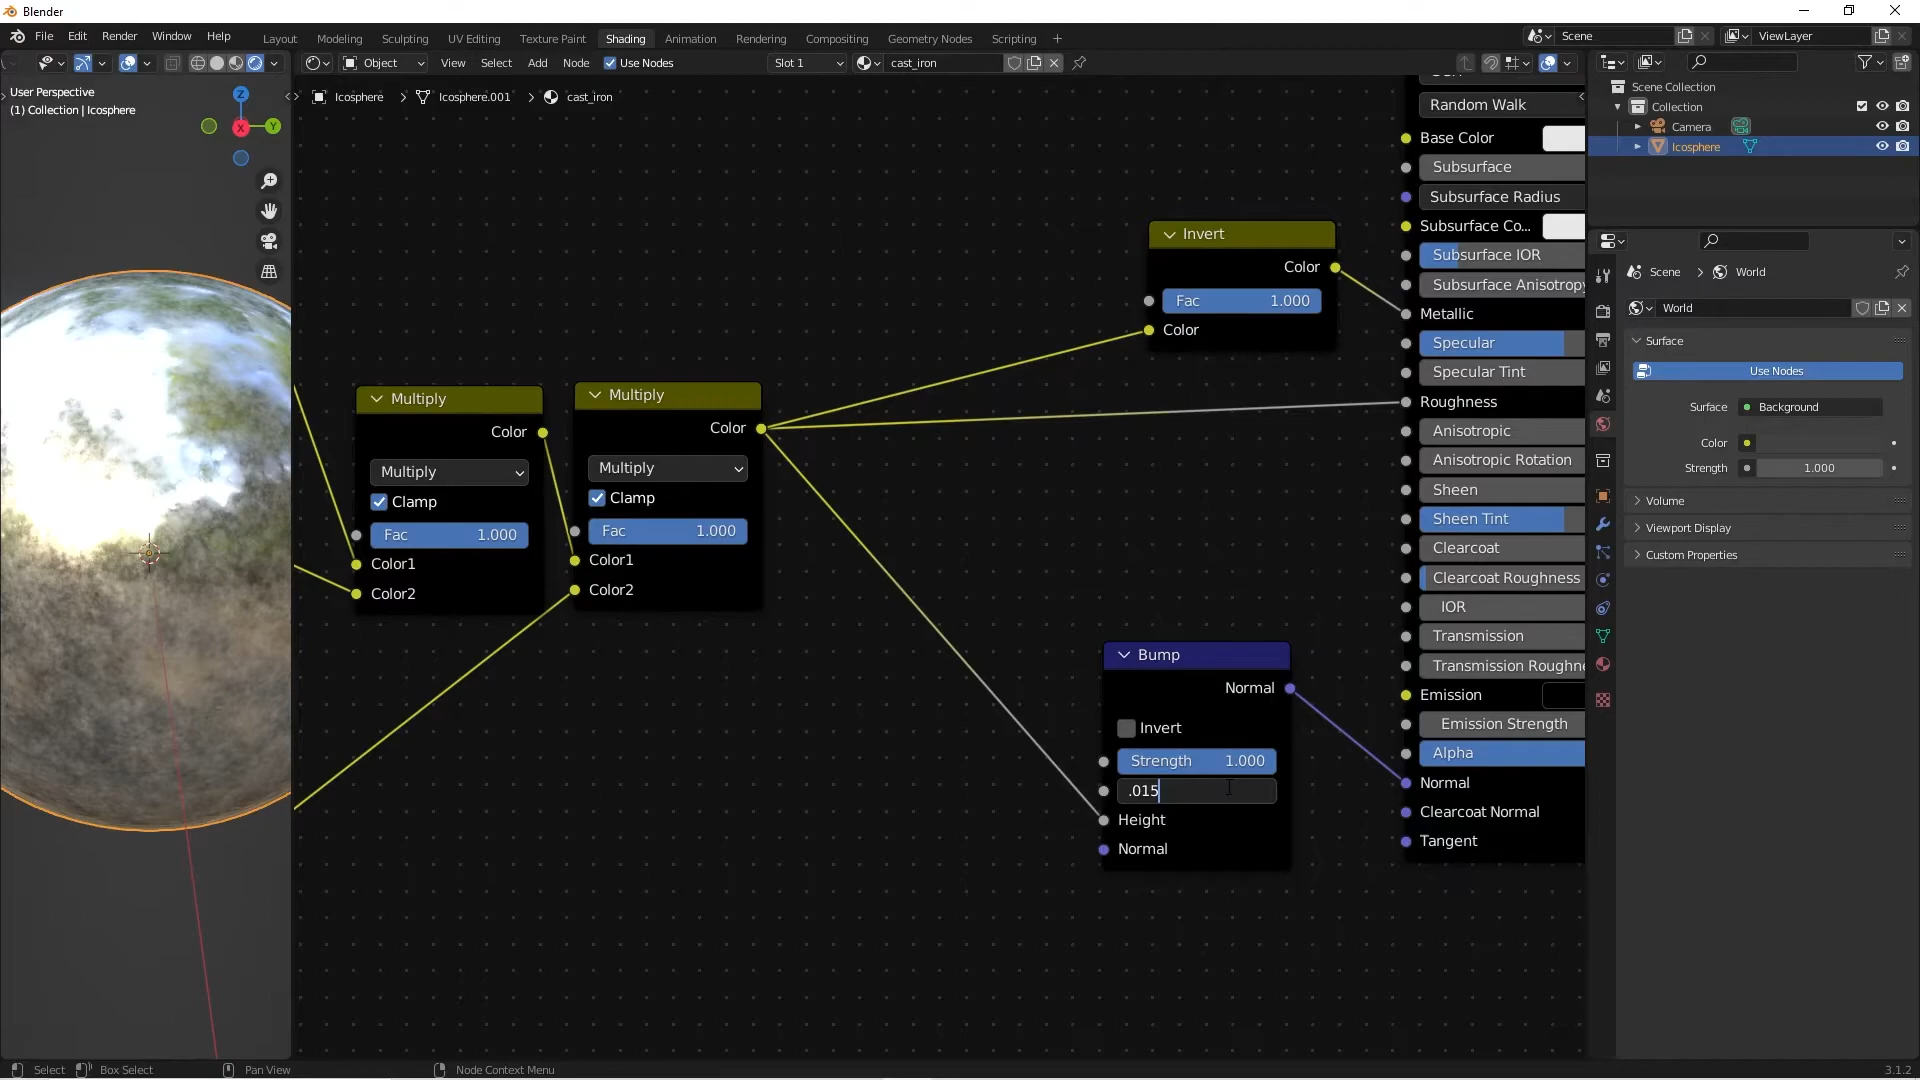 Blender
File Edit Render Window Help
Layout Modeling Sculpting UV Editing Texture Paint Shading Animation Rendering Compositing Geometry Nodes Scripting +
Scene
ViewLayer
Object View Select Add Node Use Nodes
Slot 1
cast_iron
User Perspective
(1) Collection | Icosphere
Z
X
Y
Icosphere > Icosphere.001 > cast_iron
Scene Collection
Collection
Camera
Icosphere
Multiply
Color
Multiply
Clamp
Fac 1.000
Color1
Color2
Multiply
Color
Multiply
Clamp
Fac 1.000
Color1
Color2
Invert
Color
Fac 1.000
Color
Bump
Normal
Invert
Strength 1.000
.015
Height
Normal
Random Walk
Base Color
Subsurface
Subsurface Radius
Subsurface Co...
Subsurface IOR
Subsurface Anisotropy
Metallic
Specular
Specular Tint
Roughness
Anisotropic
Anisotropic Rotation
Sheen
Sheen Tint
Clearcoat
Clearcoat Roughness
IOR
Transmission
Transmission Roughne
Emission
Emission Strength
Alpha
Normal
Clearcoat Normal
Tangent
Scene > World
World
Surface
Use Nodes
Surface Background
Color
Strength 1.000
Volume
Viewport Display
Custom Properties
Select Box Select Pan View Node Context Menu
3.1.2